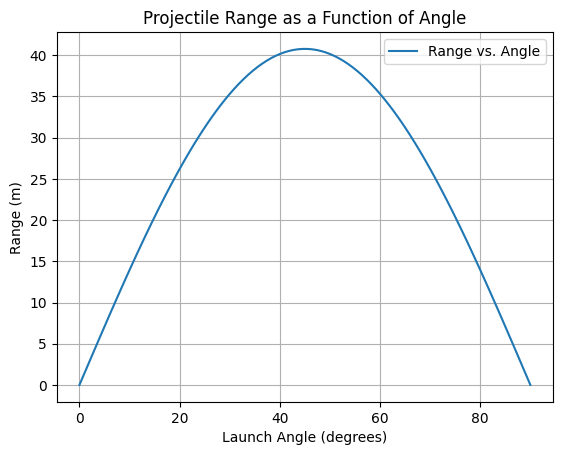 Projectile Range as a Function of Angle
Range vs. Angle
Range (m)
40
35
30
25
20
15
10
5
0
0 20 40 60 80
Launch Angle (degrees)